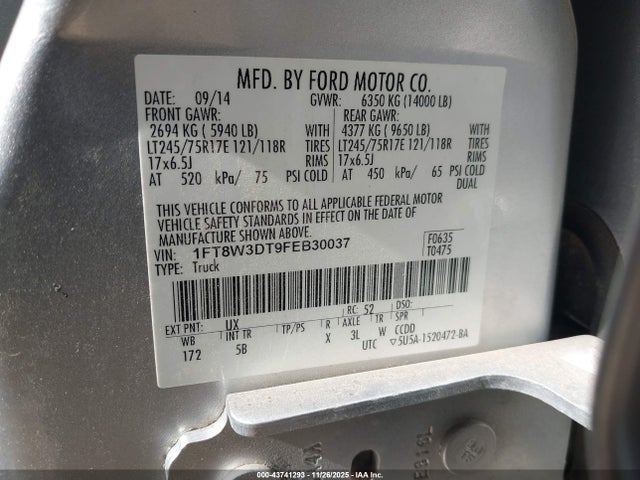 MFD. BY FORD MOTOR CO.
DATE: 09/14 GVWR: 6350 KG (14000 LB)
FRONT GAWR: REAR GAWR:
2694 KG ( 5940 LB) WITH 4377 KG ( 9650 LB) WITH
LT245/75R17E 121/118R TIRES LT245/75R17E 121/118R TIRES
17x6.5J RIMS 17x6.5J RIMS
AT 520 kPa/ 75 PSI COLD AT 450 kPa/ 65 PSI COLD
DUAL
THIS VEHICLE CONFORMS TO ALL APPLICABLE FEDERAL MOTOR
VEHICLE SAFETY STANDARDS IN EFFECT ON THE DATE OF
MANUFACTURE SHOWN ABOVE.
VIN: 1FT8W3DT9FEB30037 F0635
TYPE: Truck T0475
RC: 52 DSO:
EXT PNT: UX
WB INT TR TP/PS R AXLE TR SPR
172 5B X 3L W CCDD
UTC ▽5U5A-1520472-BA
000-43741293 - 11/26/2025 - IAAI.com